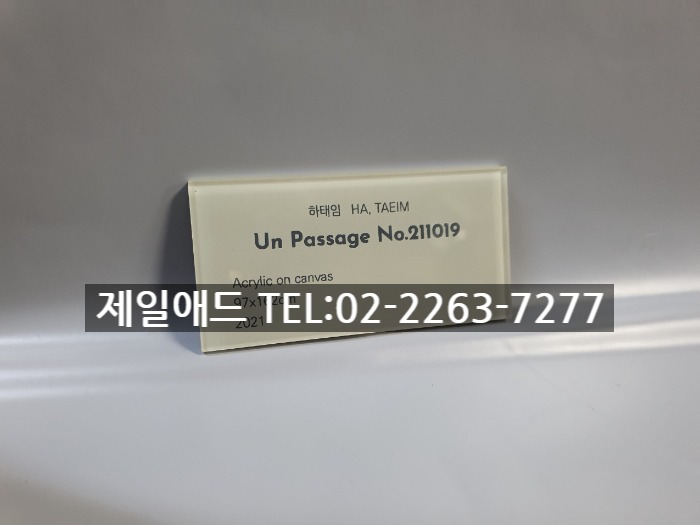 하태임 HA, TAEIM
Un Passage No.211019
Acrylic on canvas
제일애드 TEL:02-2263-7277
2021